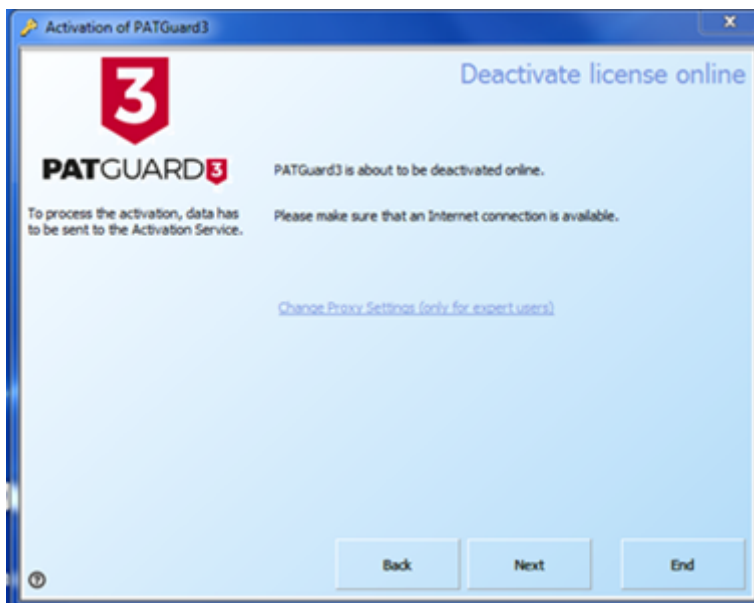 Activation of PATGuard3
Deactivate license online
3
PATGUARD3
PATGuard3 is about to be deactivated online.
To process the activation, data has
to be sent to the Activation Service.
Please make sure that an Internet connection is available.
Change Proxy Settings (only for expert users)
Back
Next
End